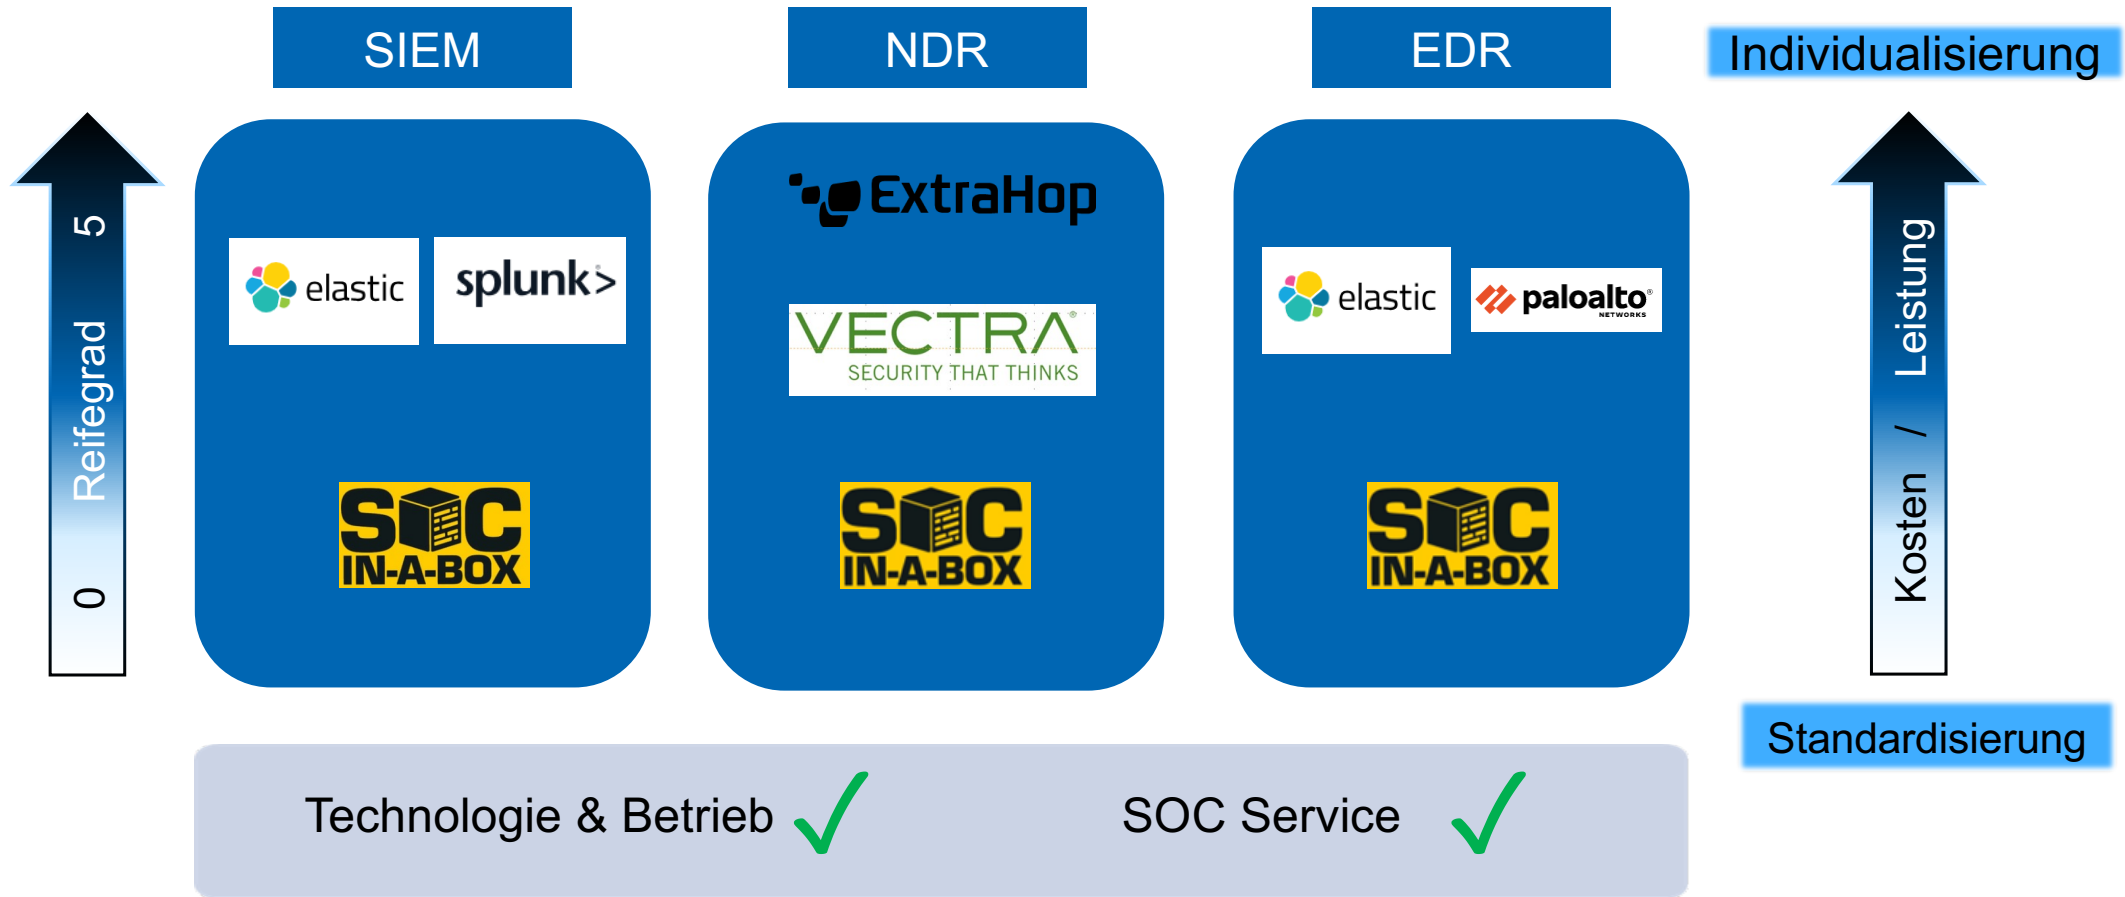 SIEM
NDR
EDR
Individualisierung
0 Reifegrad 5
elastic
splunk>
ExtraHop
VECTRA®
SECURITY THAT THINKS
elastic
paloalto®
NETWORKS
SOC
IN-A-BOX
SOC
IN-A-BOX
SOC
IN-A-BOX
Kosten / Leistung
Standardisierung
Technologie & Betrieb
SOC Service